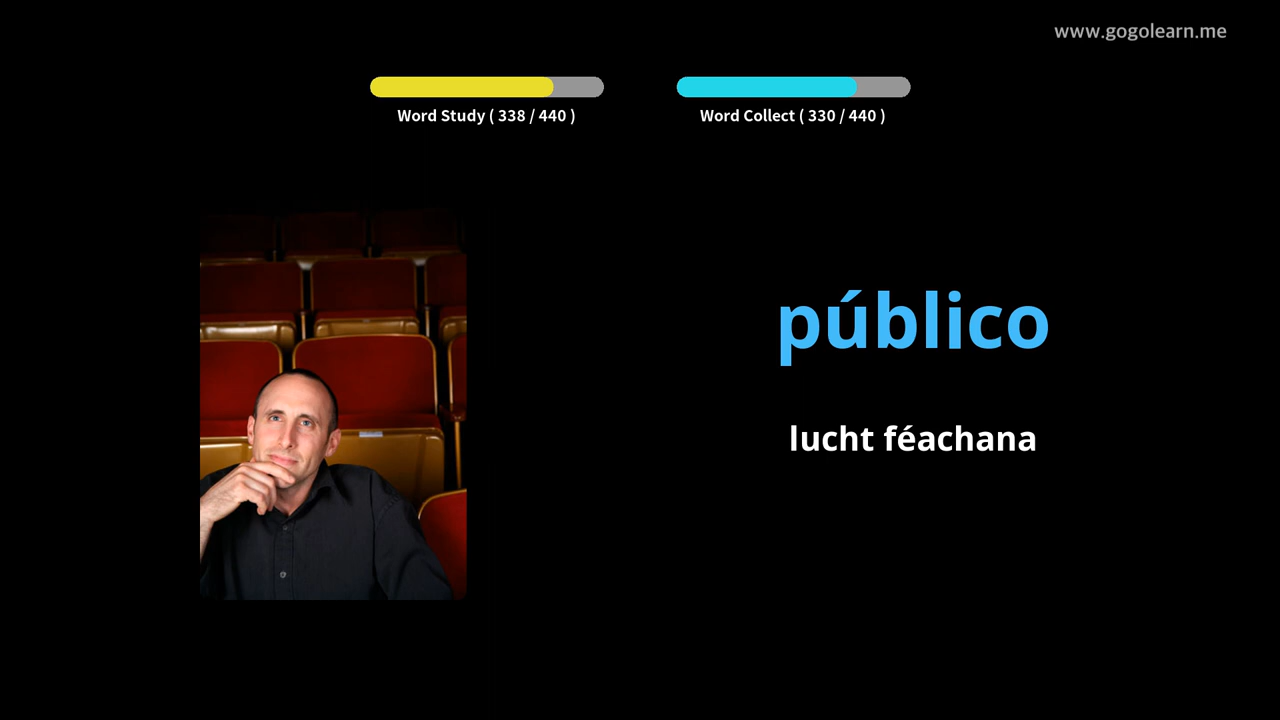 www.gogolearn.me
Word Study ( 338 / 440 )
Word Collect ( 330 / 440 )
público
lucht féachana